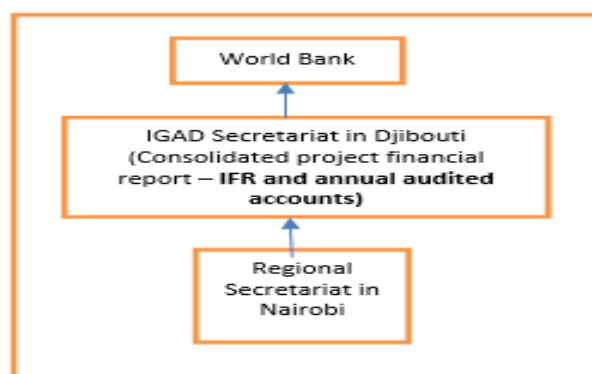 World Bank
IGAD Secretariat in Djibouti
(Consolidated project financial
report – IFR and annual audited
accounts)
Regional
Secretariat in
Nairobi